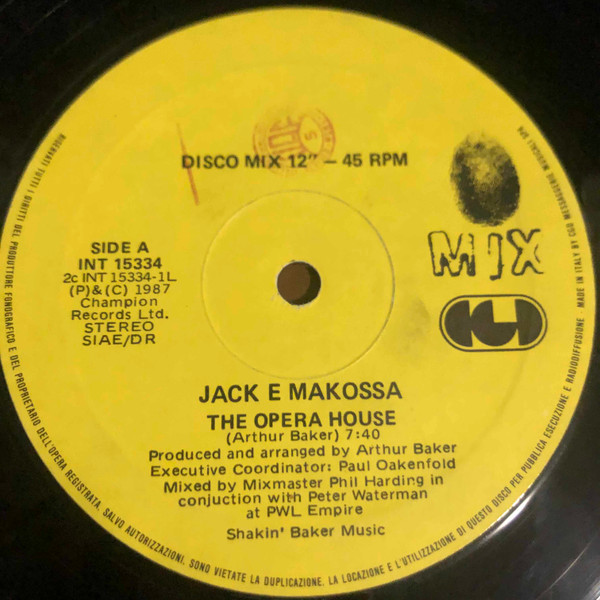 DISCO MIX 12" — 45 RPM
MIX
CGD
SIDE A
INT 15334
2c INT 15334-1L
(P)&(C) 1987
Champion
Records Ltd.
STEREO
SIAE/DR
JACK E MAKOSSA
THE OPERA HOUSE
(Arthur Baker) 7:40
Produced and arranged by Arthur Baker
Executive Coordinator: Paul Oakenfold
Mixed by Mixmaster Phil Harding in
conjuction with Peter Waterman
at PWL Empire
Shakin' Baker Music
RISERVATI TUTTI I DIRITTI DEL PRODUTTORE FONOGRAFICO E DEL PROPRIETARIO DELL'OPERA REGISTRATA. SALVO AUTORIZZAZIONI, SONO VIETATE LA DUPLICAZIONE, LA LOCAZIONE E L'UTILIZZAZIONE DI QUESTO DISCO PER PUBBLICA ESECUZIONE E RADIODIFFUSIONE - MADE IN ITALY BY CGD MESSAGGERIE MUSICALI SPA